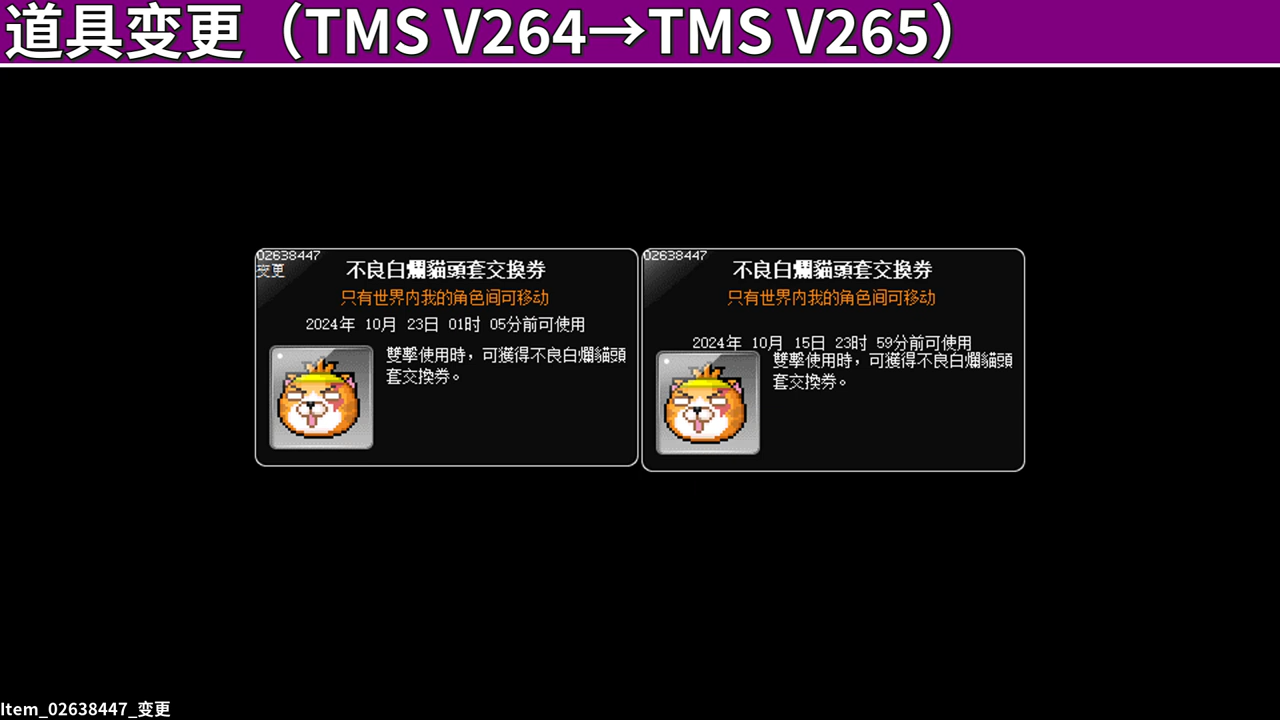 道具变更（TMS V264→TMS V265）
02638447
变更
不良白爛貓頭套交換券
只有世界内我的角色间可移动
2024年 10月 23日 01时 05分前可使用
雙擊使用時，可獲得不良白爛貓頭
套交換券。
02638447
不良白爛貓頭套交換券
只有世界内我的角色间可移动
2024年 10月 15日 23时 59分前可使用
雙擊使用時，可獲得不良白爛貓頭
套交換券。
Item_02638447_变更